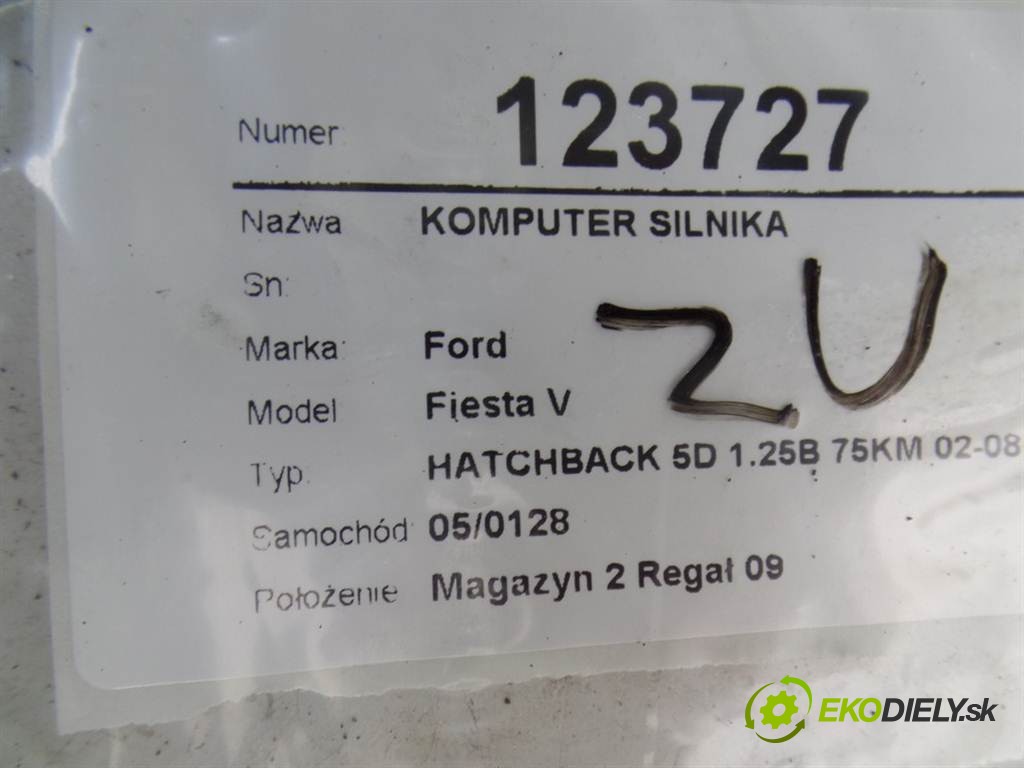 Numer: 123727
Nazwa KOMPUTER SILNIKA
Sn:
Marka: Ford
Model Fiesta V
Typ: HATCHBACK 5D 1.25B 75KM 02-08
Samochód 05/0128
Położenie Magazyn 2 Regał 09
ZU
EKODIELY.sk